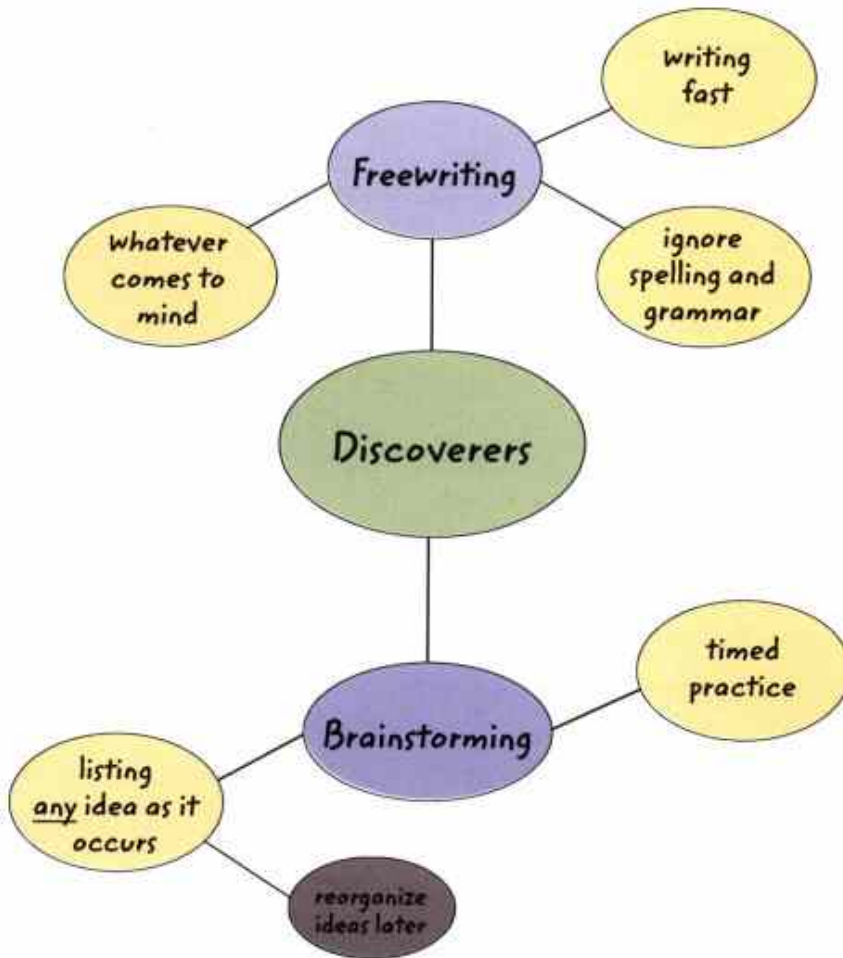 writing
fast
Freewriting
whatever
comes to
mind
ignore
spelling and
grammar
Discoverers
timed
practice
Brainstorming
listing
any idea as it
occurs
reorganize
ideas later